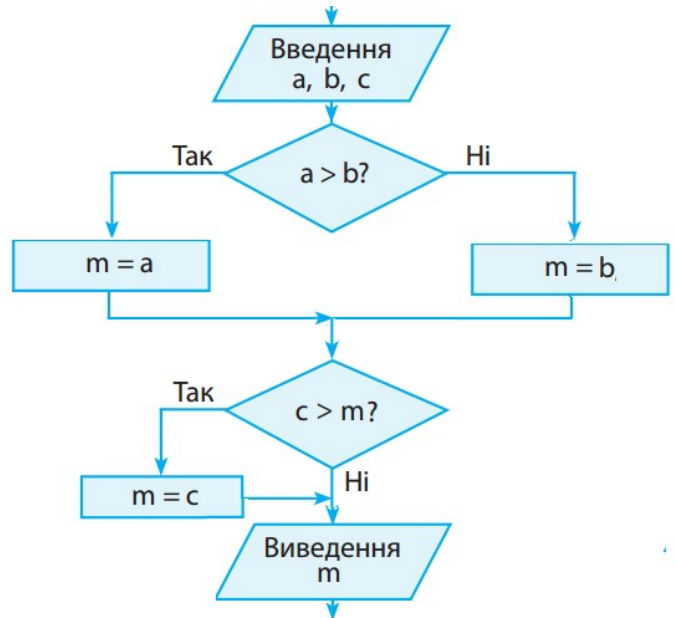 Введення
a, b, c
Так
a > b?
Ні
m = a
m = b
Так
c > m?
m = c
Ні
Виведення
m